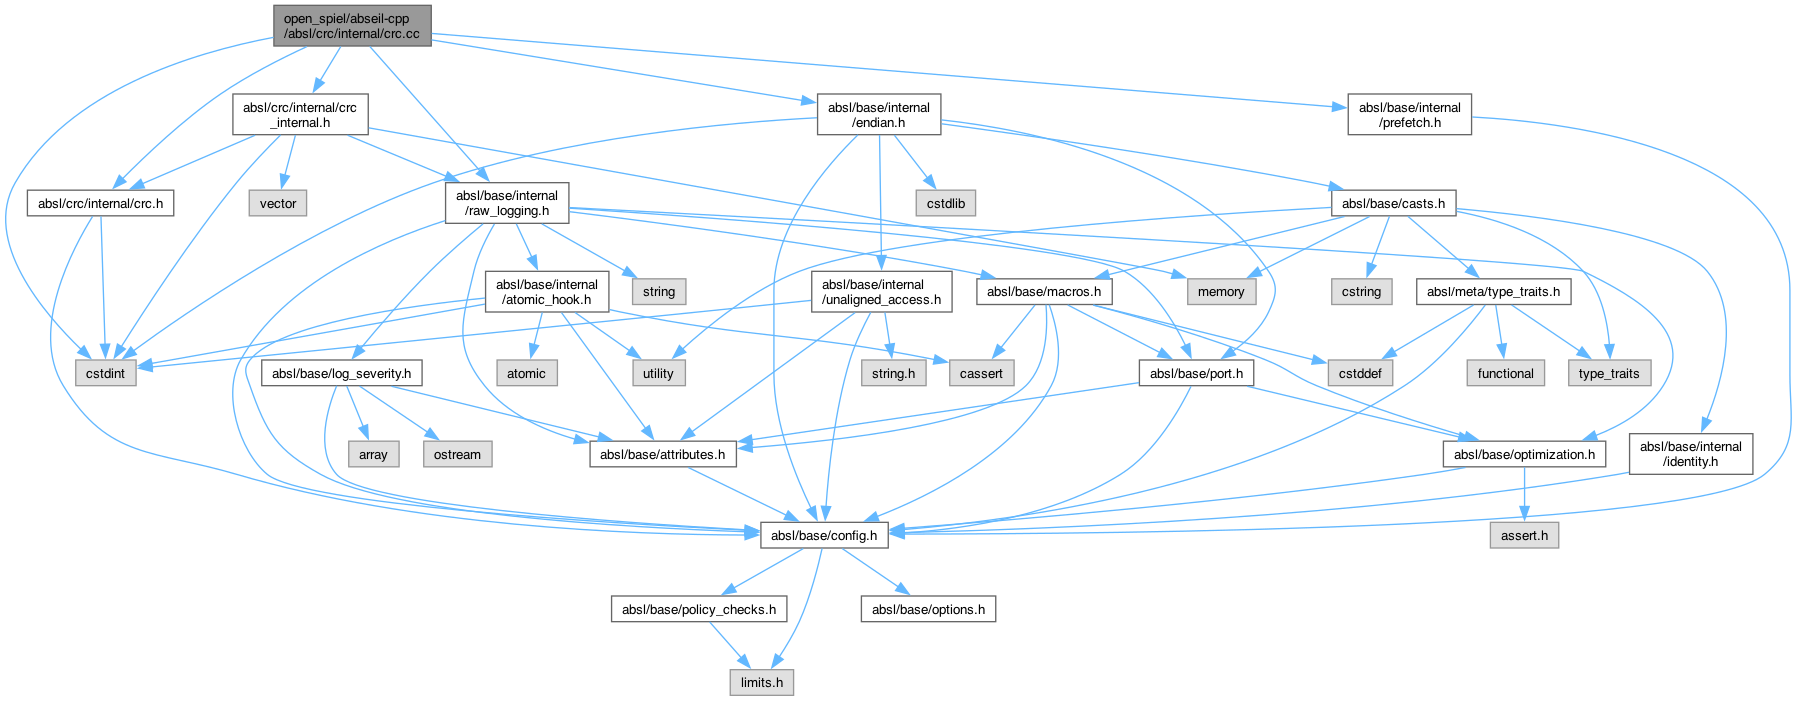 open_spiel/abseil-cpp
/absl/crc/internal/crc.cc
absl/crc/internal/crc
_internal.h
absl/base/internal
/endian.h
absl/base/internal
/prefetch.h
absl/crc/internal/crc.h
vector
absl/base/internal
/raw_logging.h
cstdlib
absl/base/casts.h
absl/base/internal
/atomic_hook.h
string
absl/base/internal
/unaligned_access.h
absl/base/macros.h
memory
cstring
absl/meta/type_traits.h
cstdint
absl/base/log_severity.h
atomic
utility
string.h
cassert
absl/base/port.h
cstddef
functional
type_traits
array
ostream
absl/base/attributes.h
absl/base/optimization.h
absl/base/internal
/identity.h
absl/base/config.h
assert.h
absl/base/policy_checks.h
absl/base/options.h
limits.h